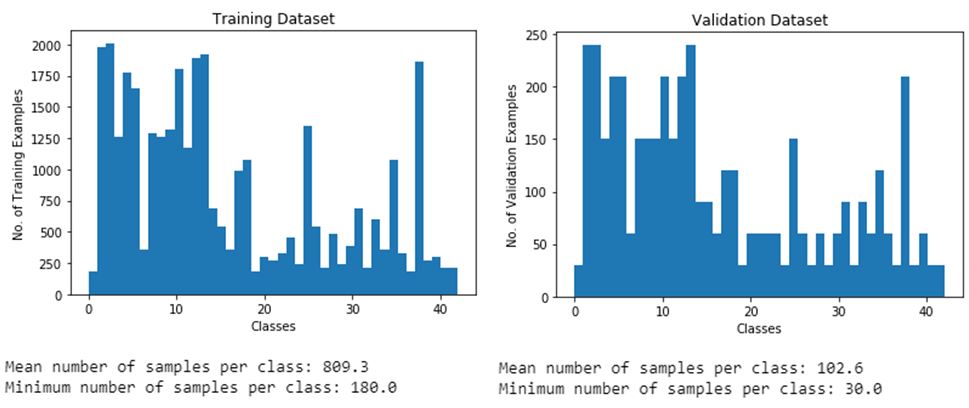 Training Dataset
2000
1750
1500
1250
1000
750
500
250
0
No. of Training Examples
0 10 20 30 40
Classes
Mean number of samples per class: 809.3
Minimum number of samples per class: 180.0
Validation Dataset
250
200
150
100
50
0
No. of Validation Examples
0 10 20 30 40
Classes
Mean number of samples per class: 102.6
Minimum number of samples per class: 30.0